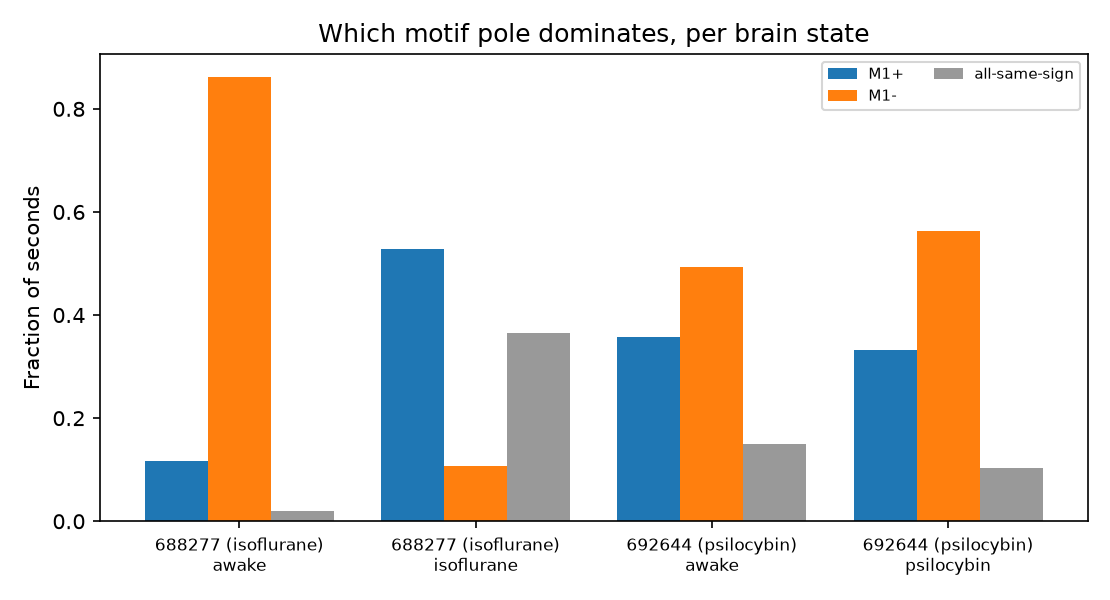 Which motif pole dominates, per brain state
M1+
M1-
all-same-sign
Fraction of seconds
0.8
0.6
0.4
0.2
0.0
688277 (isoflurane)
awake
688277 (isoflurane)
isoflurane
692644 (psilocybin)
awake
692644 (psilocybin)
psilocybin